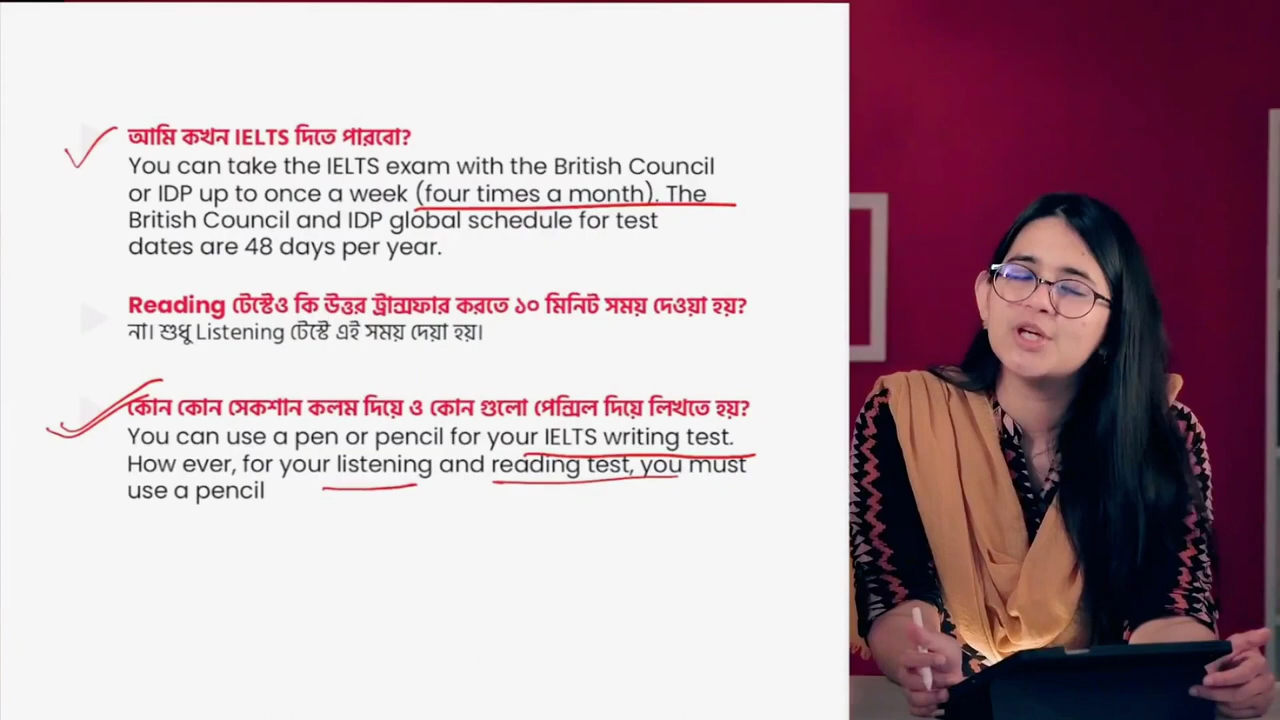 আমি কখন IELTS দিতে পারবো?
You can take the IELTS exam with the British Council
or IDP up to once a week (four times a month). The
British Council and IDP global schedule for test
dates are 48 days per year.
Reading টেস্টেও কি উত্তর ট্রান্সফার করতে ১০ মিনিট সময় দেওয়া হয়?
না। শুধু Listening টেস্টে এই সময় দেয়া হয়।
কোন কোন সেকশান কলম দিয়ে ও কোন গুলো পেন্সিল দিয়ে লিখতে হয়?
You can use a pen or pencil for your IELTS writing test.
How ever, for your listening and reading test, you must
use a pencil